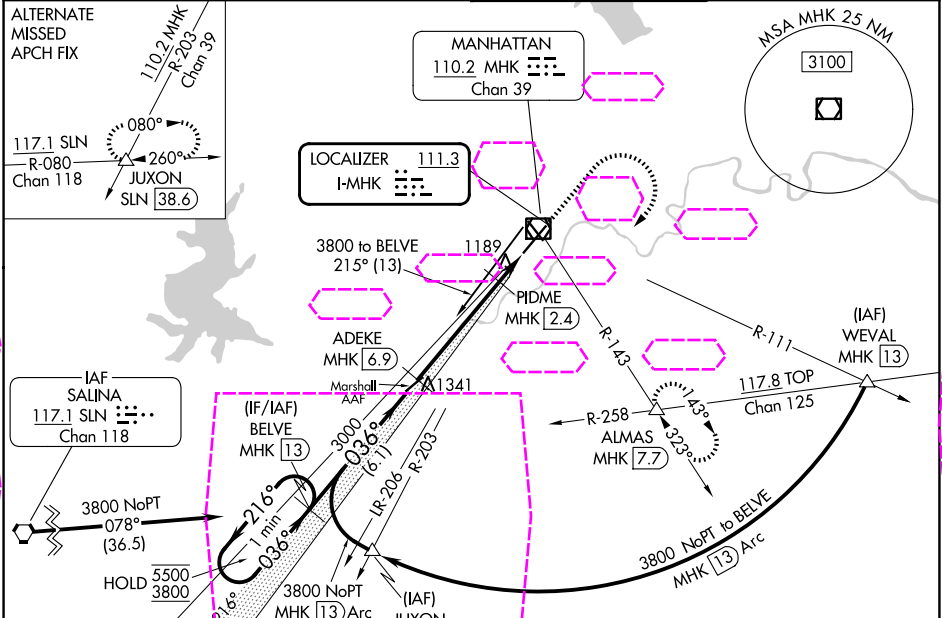 ALTERNATE
MISSED
APCH FIX
110.2 MHK
R-203
Chan 39
080°
117.1 SLN
R-080
Chan 118
260°
JUXON
SLN 38.6
MANHATTAN
110.2 MHK
Chan 39
MSA MHK 25 NM
3100
LOCALIZER 111.3
I-MHK
3800 to BELVE
215° (13)
1189
PIDME
MHK 2.4
ADEKE
MHK 6.9
Marshall
AAF
1341
R-143
R-111
(IAF)
WEVAL
MHK 13
117.8 TOP
Chan 125
R-258
ALMAS
MHK 7.7
143°
323°
IAF
SALINA
117.1 SLN
Chan 118
(IF/IAF)
BELVE
MHK 13
3000
036°
(6.1)
LR-206
R-203
3800 NoPT
078°
(36.5)
216°
1 min
036°
HOLD 5500
3800
216°
3800 NoPT
MHK 13 Arc
(IAF)
JUXON
3800 NoPT to BELVE
MHK 13 Arc